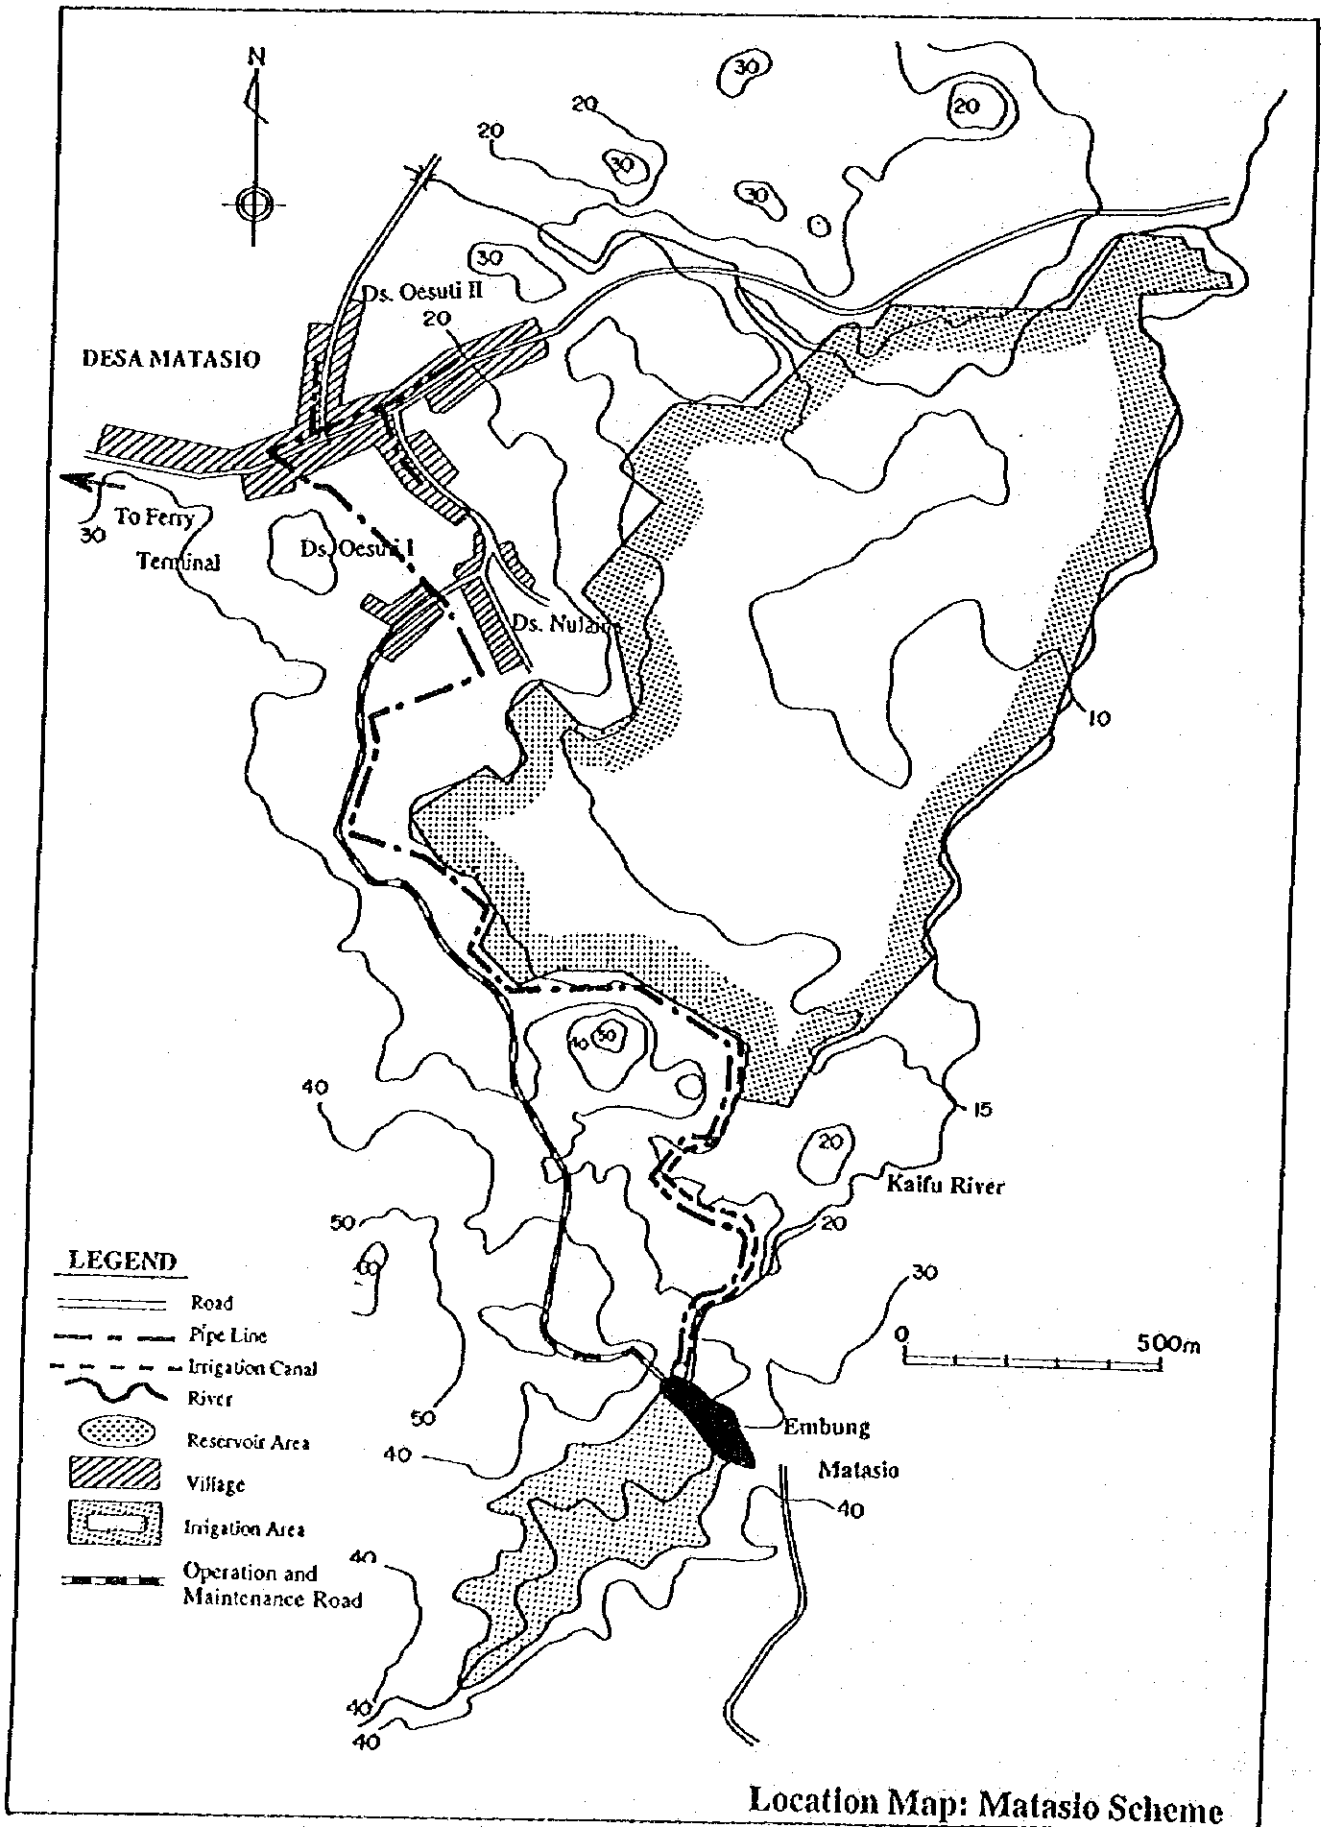 N
30
20
20
20
30
30
30
Ds. Oesuti II
20
DESA MATASIO
To Ferry
30
Terminal
Ds. Oesuti I
Ds.
10
40
50
40
15
20
Kaifu River
50
20
LEGEND
60
30
Road
0
500m
Pipe Line
Irrigation Canal
River
50
Embung
Reservoir Area
40
Matasio
Village
40
Irrigation Area
40
Operation and
Maintenance Road
40
40
Location Map: Matasio Scheme